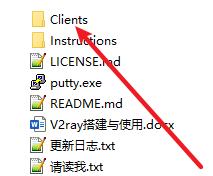 Clients
Instructions
LICENSE.md
putty.exe
README.md
V2ray搭建与使用.docx
更新日志.txt
请读我.txt